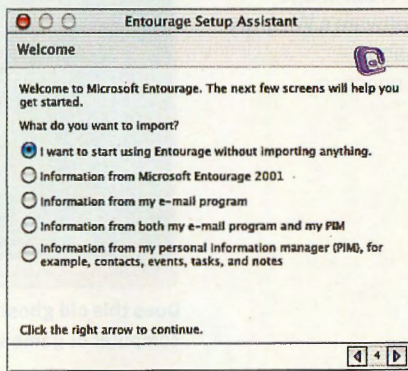 Entourage Setup Assistant
Welcome
Welcome to Microsoft Entourage. The next few screens will help you
get started.
What do you want to import?
I want to start using Entourage without importing anything.
Information from Microsoft Entourage 2001
Information from my e-mail program
Information from both my e-mail program and my PIM
Information from my personal information manager (PIM), for
example, contacts, events, tasks, and notes
Click the right arrow to continue.
4